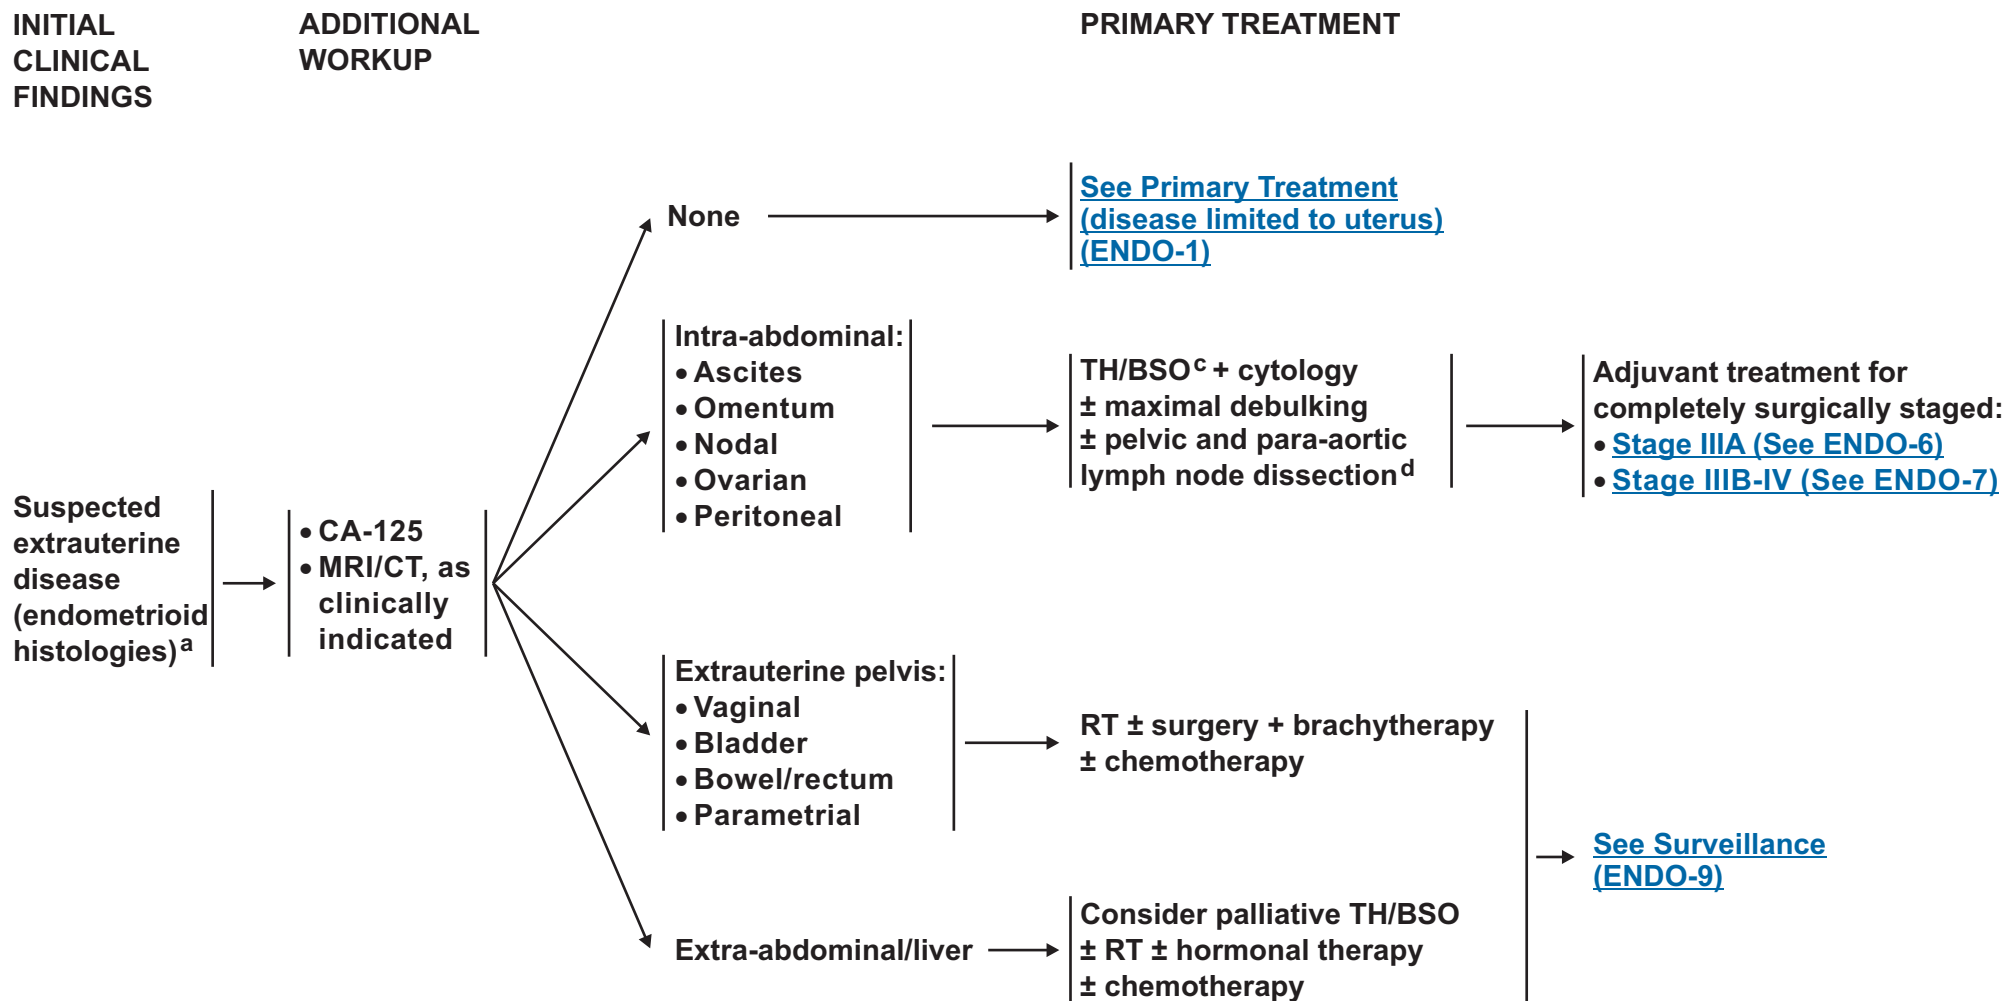 INITIAL
CLINICAL
FINDINGS
ADDITIONAL
WORKUP
PRIMARY TREATMENT
Suspected
extrauterine
disease
(endometrioid
histologies)a
• CA-125
• MRI/CT, as
clinically
indicated
None
See Primary Treatment
(disease limited to uterus)
(ENDO-1)
Intra-abdominal:
• Ascites
• Omentum
• Nodal
• Ovarian
• Peritoneal
TH/BSOc + cytology
± maximal debulking
± pelvic and para-aortic
lymph node dissectiond
Adjuvant treatment for
completely surgically staged:
• Stage IIIA (See ENDO-6)
• Stage IIIB-IV (See ENDO-7)
Extrauterine pelvis:
• Vaginal
• Bladder
• Bowel/rectum
• Parametrial
RT ± surgery + brachytherapy
± chemotherapy
Extra-abdominal/liver
Consider palliative TH/BSO
± RT ± hormonal therapy
± chemotherapy
See Surveillance
(ENDO-9)